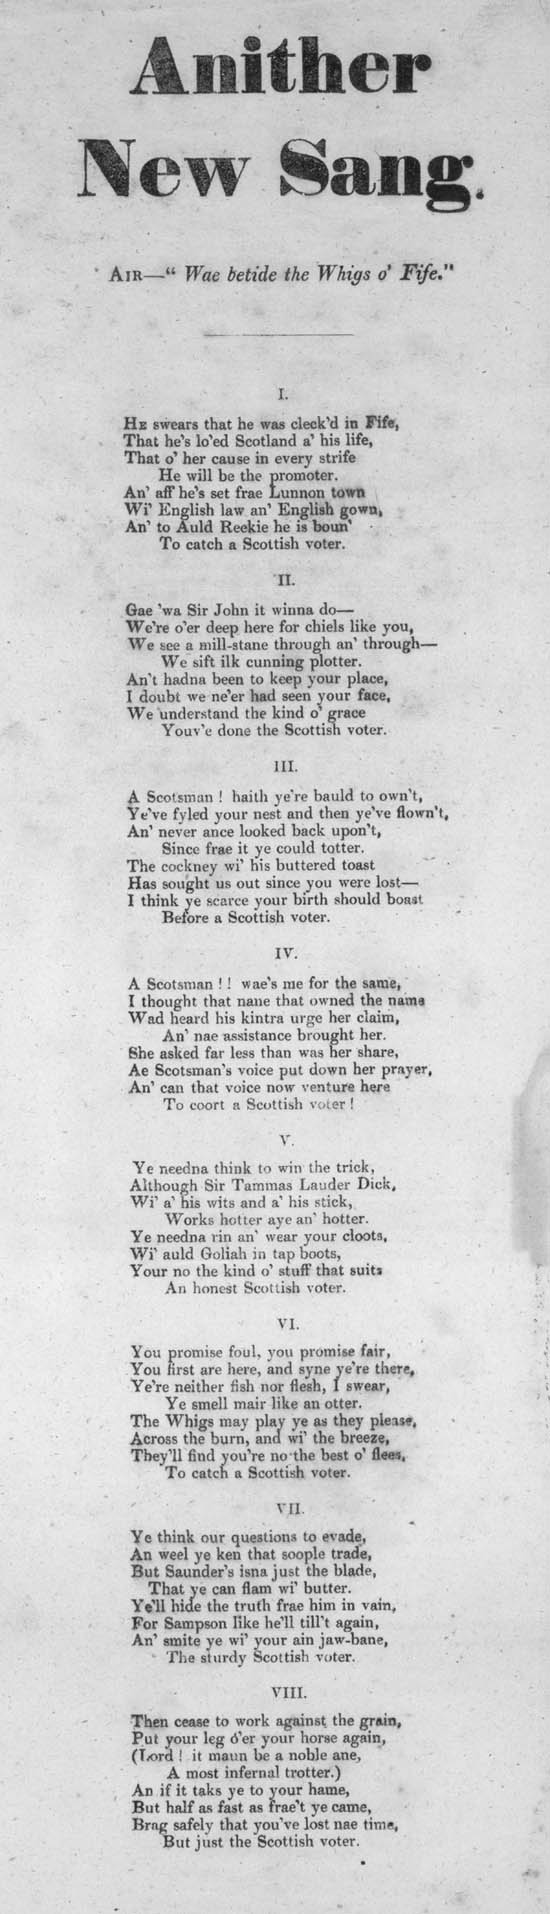 Anither
New Sang.
AIR—“ Wae betide the Whigs o' Fife.”
I.
HE swears that he was cleck'd in Fife,
That he's lo'ed Scotland a' his life,
That o' her cause in every strife
He will be the promoter.
An' aff he's set frae Lunnon town
Wi' English law an' English gown,
An' to Auld Reekie he is boun'
To catch a Scottish voter.
II.
Gae 'wa Sir John it winna do—
We're o'er deep here for chiels like you,
We see a mill-stane through an' through—
We sift ilk cunning plotter.
An't hadna been to keep your place,
I doubt we ne'er had seen your face,
We understand the kind o' grace
Youv'e done the Scottish voter.
III.
A Scotsman ! haith ye're bauld to own't,
Ye've fyled your nest and then ye've flown't,
An' never ance looked back upon't,
Since frae it ye could totter.
The cockney wi' his buttered toast
Has sought us out since you were lost—
I think ye scarce your birth should boast
Before a Scottish voter.
IV.
A Scotsman ! ! wae's me for the same,
I thought that nane that owned the name
Wad heard his kintra urge her claim,
An' nae assistance brought her.
She asked far less than was her share,
Ae Scotsman's voice put down her prayer,
An' can that voice now venture here
To coort a Scottish voter !
V.
Ye needna think to win the trick,
Although Sir Tammas Lauder Dick,
Wi' a' his wits and a' his stick,
Works hotter aye an' hotter.
Ye needna rin an' wear your cloots,
Wi' auld Goliah in tap boots,
Your no the kind o' stuff that suits
An honest Scottish voter.
VI.
You promise foul, you promise fair,
You first are here, and syne ye're there,
Ye're neither fish nor flesh, I swear,
Ye smell mair like an otter.
The Whigs may play ye as they please,
Across the burn, and wi' the breeze,
They'll find you're no the best o' flees,
To catch a Scottish voter.
VII.
Ye think our questions to evade,
An weel ye ken that soople trade,
But Saunder's isna just the blade,
That ye can flam wi' butter.
Ye'll hide the truth frae him in vain,
For Sampson like he'll till't again,
An' smite ye wi' your ain jaw-bane,
The sturdy Scottish voter.
VIII.
Then cease to work against the grain,
Put your leg o'er your horse again,
(Lord ! it maun be a noble ane,
A most infernal trotter.)
An if it taks ye to your hame,
But half as fast as frae't ye came,
Brag safely that you've lost nae time,
But just the Scottish voter.